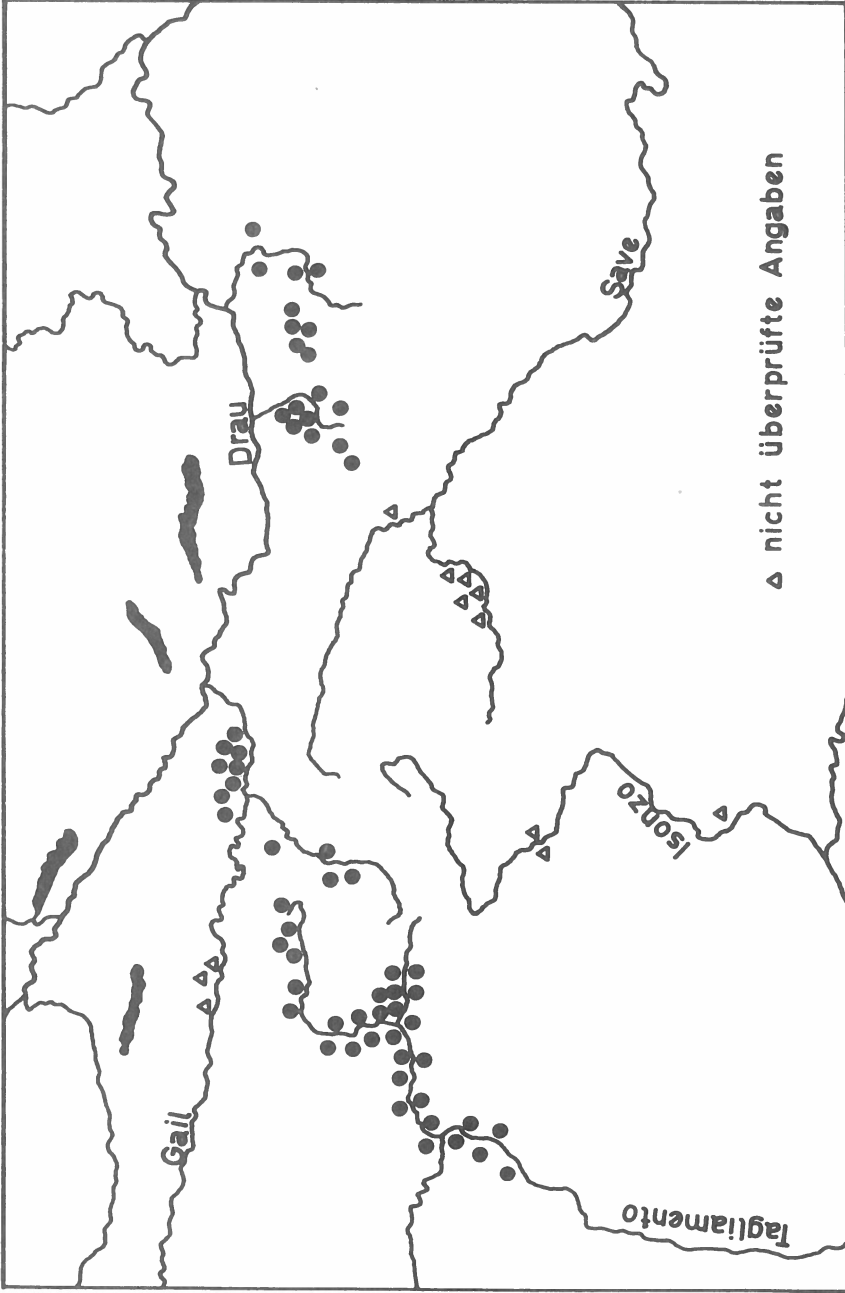 Drau
Gail
Save
Isonzo
Tagliamento
△ nicht überprüfte Angaben